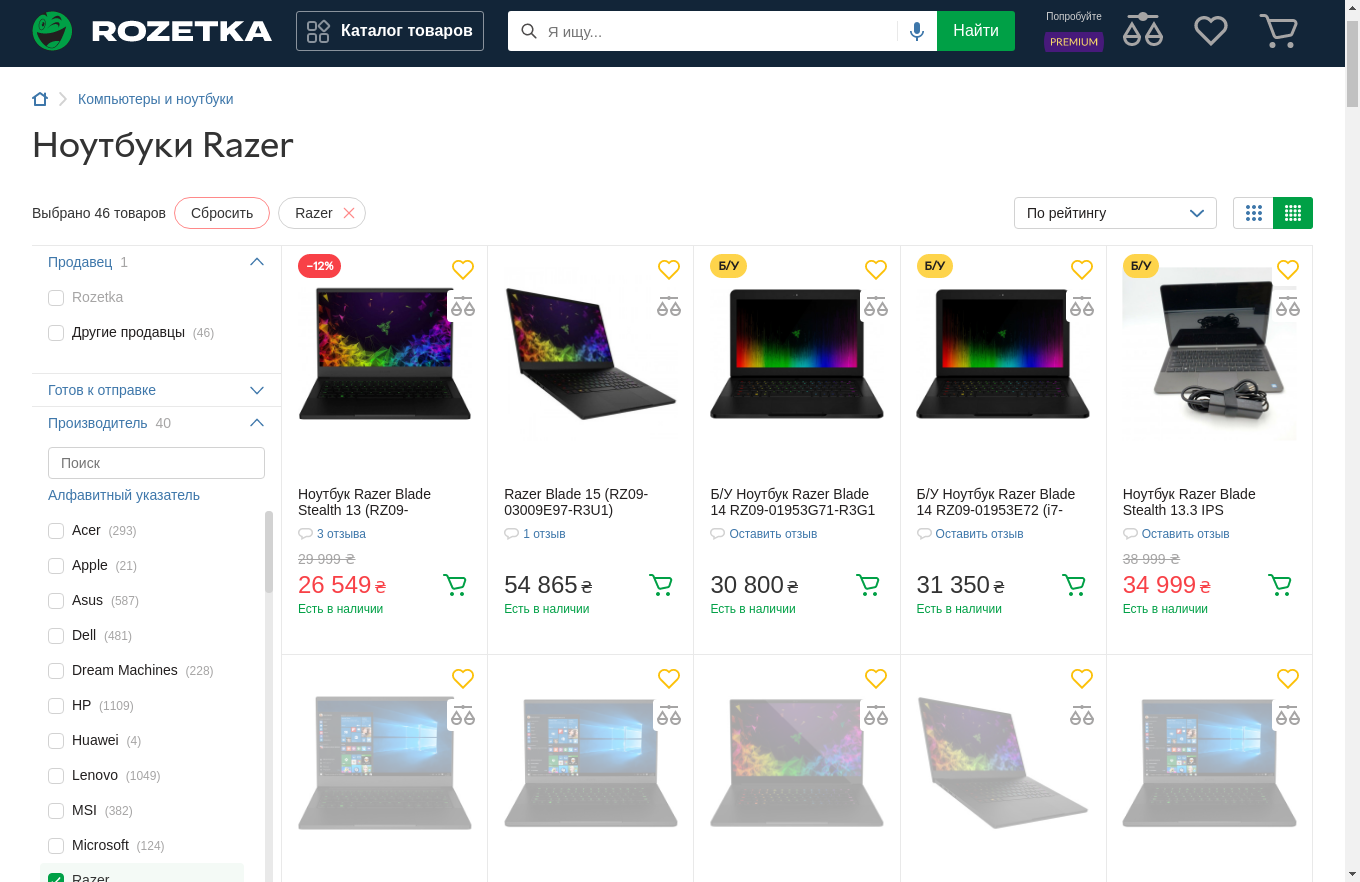 ROZETKA
Каталог товаров
Я ищу...
Найти
Попробуйте
PREMIUM
Компьютеры и ноутбуки
Ноутбуки Razer
Выбрано 46 товаров
Сбросить
Razer
По рейтингу
Продавец 1
Rozetka
Другие продавцы (46)
Готов к отправке
Производитель 40
Поиск
Алфавитный указатель
Acer (293)
Apple (21)
Asus (587)
Dell (481)
Dream Machines (228)
HP (1109)
Huawei (4)
Lenovo (1049)
MSI (382)
Microsoft (124)
Razer
–12%
Ноутбук Razer Blade
Stealth 13 (RZ09-
3 отзыва
29 999 ₴
26 549 ₴
Есть в наличии
Razer Blade 15 (RZ09-
03009E97-R3U1)
1 отзыв
54 865 ₴
Есть в наличии
Б/У
Б/У Ноутбук Razer Blade
14 RZ09-01953G71-R3G1
Оставить отзыв
30 800 ₴
Есть в наличии
Б/У
Б/У Ноутбук Razer Blade
14 RZ09-01953E72 (i7-
Оставить отзыв
31 350 ₴
Есть в наличии
Б/У
Ноутбук Razer Blade
Stealth 13.3 IPS
Оставить отзыв
38 999 ₴
34 999 ₴
Есть в наличии